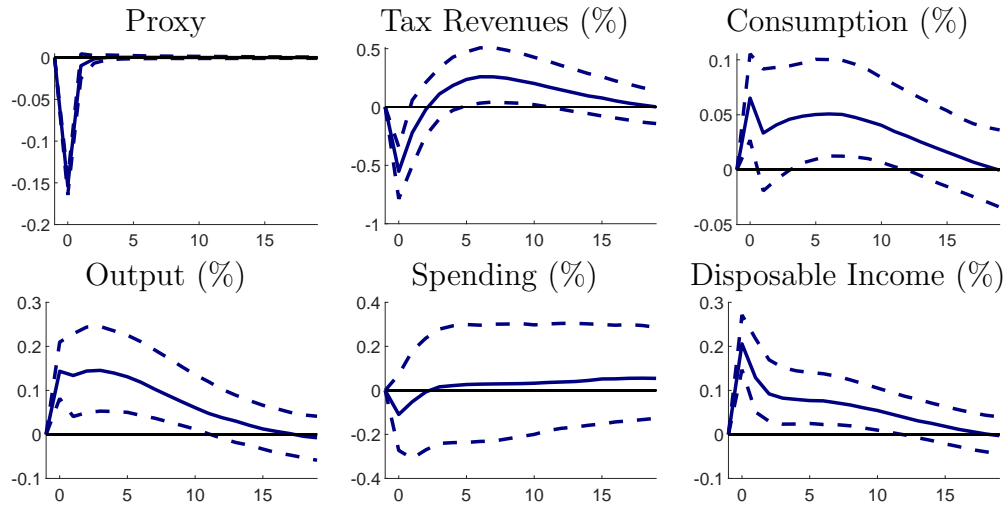 Proxy
0
-0.05
-0.1
-0.15
-0.2
0 5 10 15
Tax Revenues (%)
0.5
0
-0.5
-1
0 5 10 15
Consumption (%)
0.1
0.05
0
-0.05
0 5 10 15
Output (%)
0.3
0.2
0.1
0
-0.1
0 5 10 15
Spending (%)
0.4
0.2
0
-0.2
-0.4
0 5 10 15
Disposable Income (%)
0.3
0.2
0.1
0
-0.1
0 5 10 15